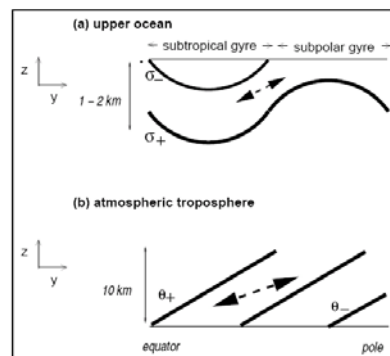 (a) upper ocean
subtropical gyre
subpolar gyre
z
y
σ−
1 – 2 km
σ+
(b) atmospheric troposphere
z
y
10 km
θ+
θ−
equator
pole